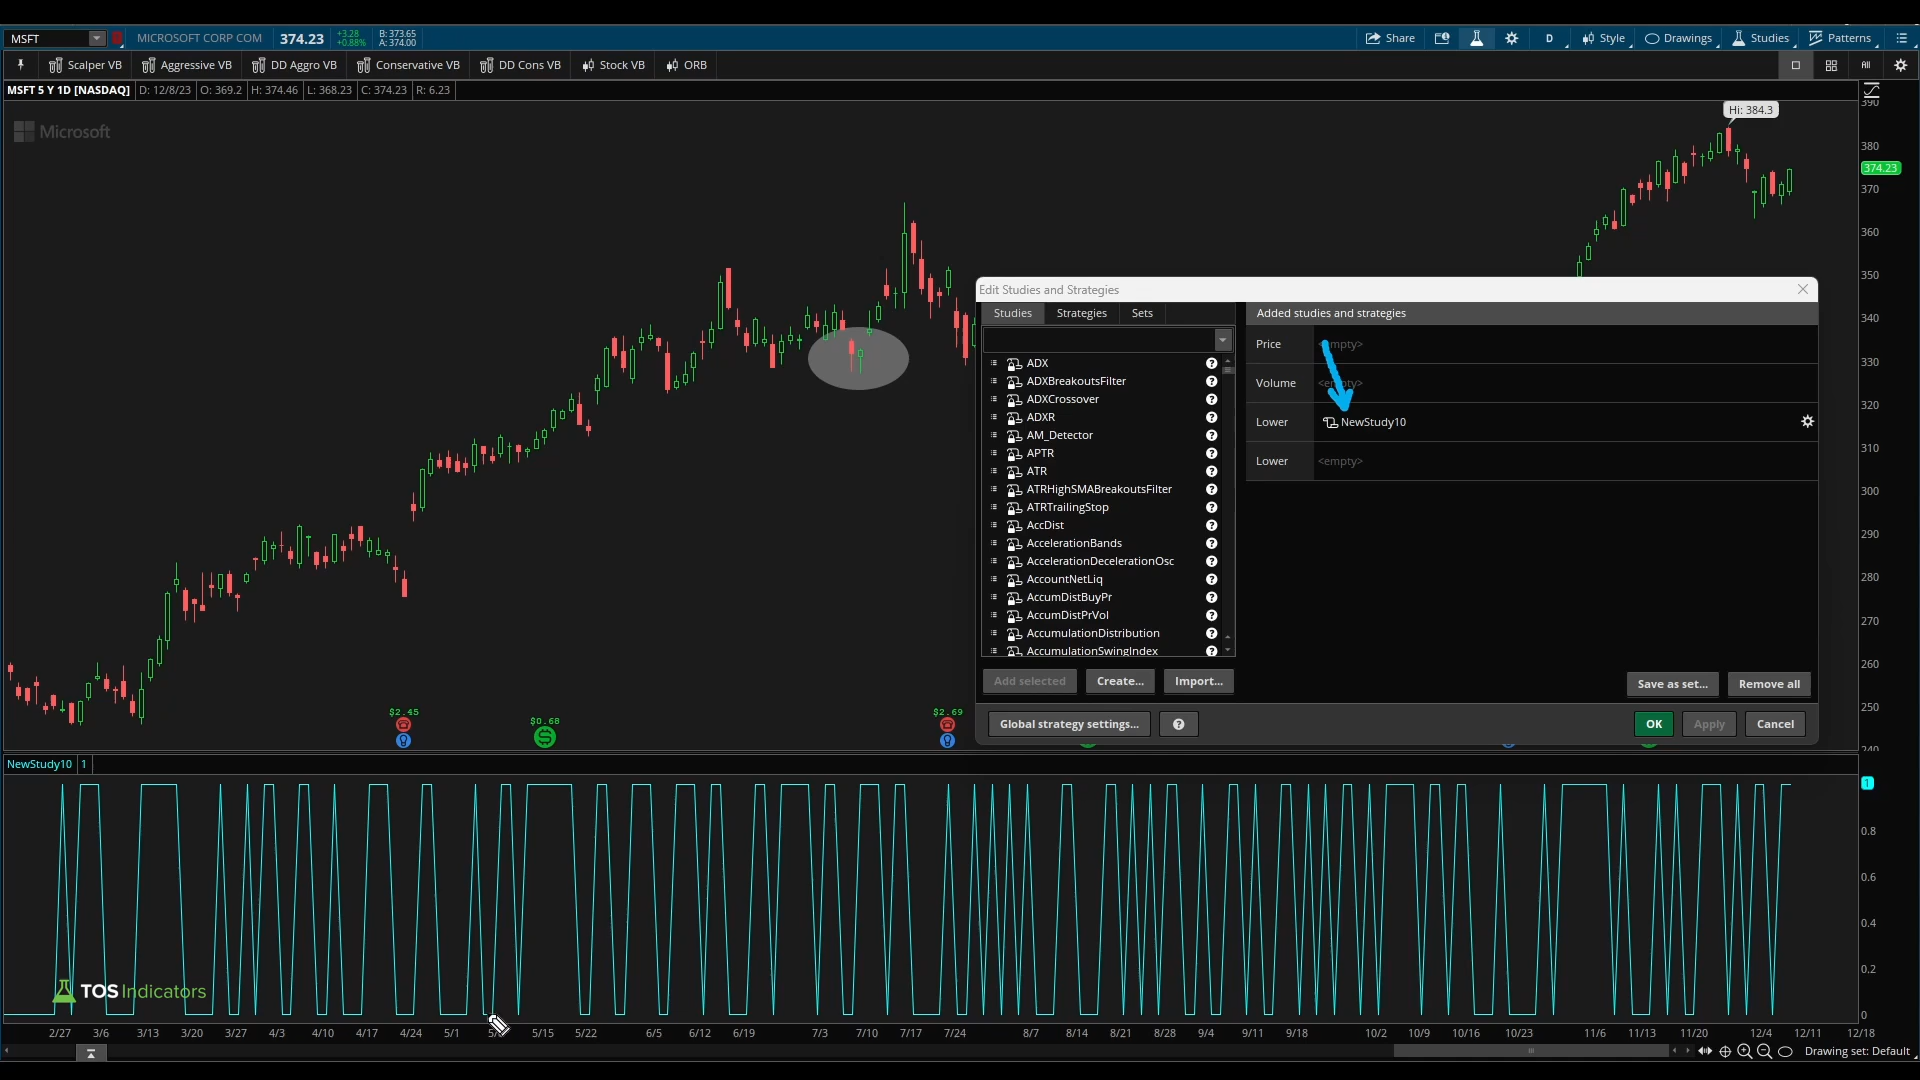 MSFT MICROSOFT CORP COM 374.23 +3.28 +0.88% B: 373.65 A: 374.00 Share D Style Drawings Studies Patterns
Scalper VB Aggressive VB DD Aggro VB Conservative VB DD Cons VB Stock VB ORB All
MSFT 5 Y 1D [NASDAQ] D: 12/8/23 O: 369.2 H: 374.46 L: 368.23 C: 374.23 R: 6.23
390
Hi: 384.3
Microsoft
380
374.23
370
360
350
340
330
320
310
300
290
280
270
260
250
240
Edit Studies and Strategies
Studies Strategies Sets
Added studies and strategies
Price
Volume
Lower NewStudy10
Lower <empty>
ADX
ADXBreakoutsFilter
ADXCrossover
ADXR
AM_Detector
APTR
ATR
ATRHighSMABreakoutsFilter
ATRTrailingStop
AccDist
AccelerationBands
AccelerationDecelerationOsc
AccountNetLiq
AccumDistBuyPr
AccumDistPrVol
AccumulationDistribution
AccumulationSwingIndex
Add selected Create... Import...
Save as set... Remove all
Global strategy settings... ?
OK Apply Cancel
$2.45
$0.68
$2.69
NewStudy10 1
1
0.8
0.6
0.4
0.2
0
TOS Indicators
2/27 3/6 3/13 3/20 3/27 4/3 4/10 4/17 4/24 5/1 5/15 5/22 6/5 6/12 6/19 7/3 7/10 7/17 7/24 8/7 8/14 8/21 8/28 9/4 9/11 9/18 10/2 10/9 10/16 10/23 11/6 11/13 11/20 12/4 12/11 12/18
Drawing set: Default